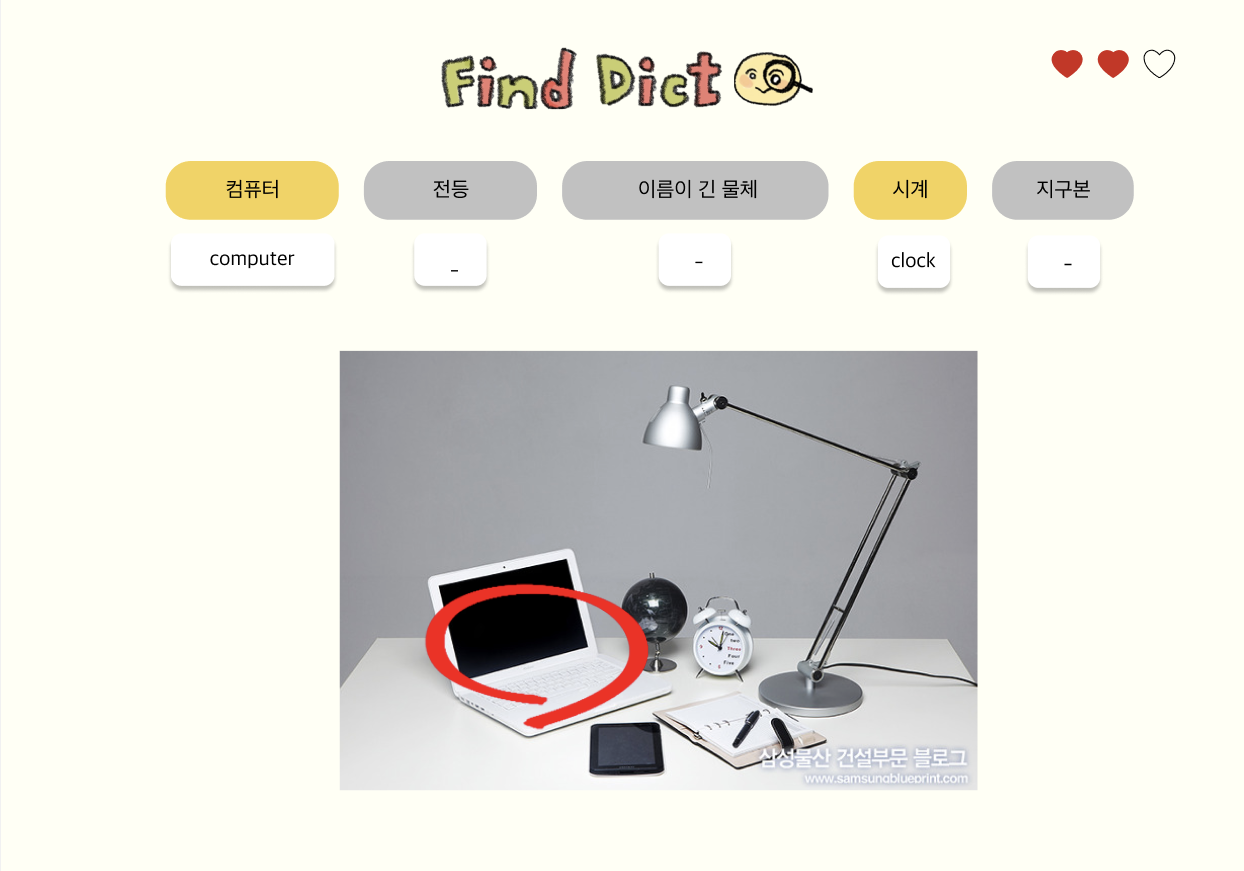 Find Dict
컴퓨터
전등
이름이 긴 물체
시계
지구본
computer
_
-
clock
-
삼성물산 건설부문 블로그
www.samsungblueprint.com